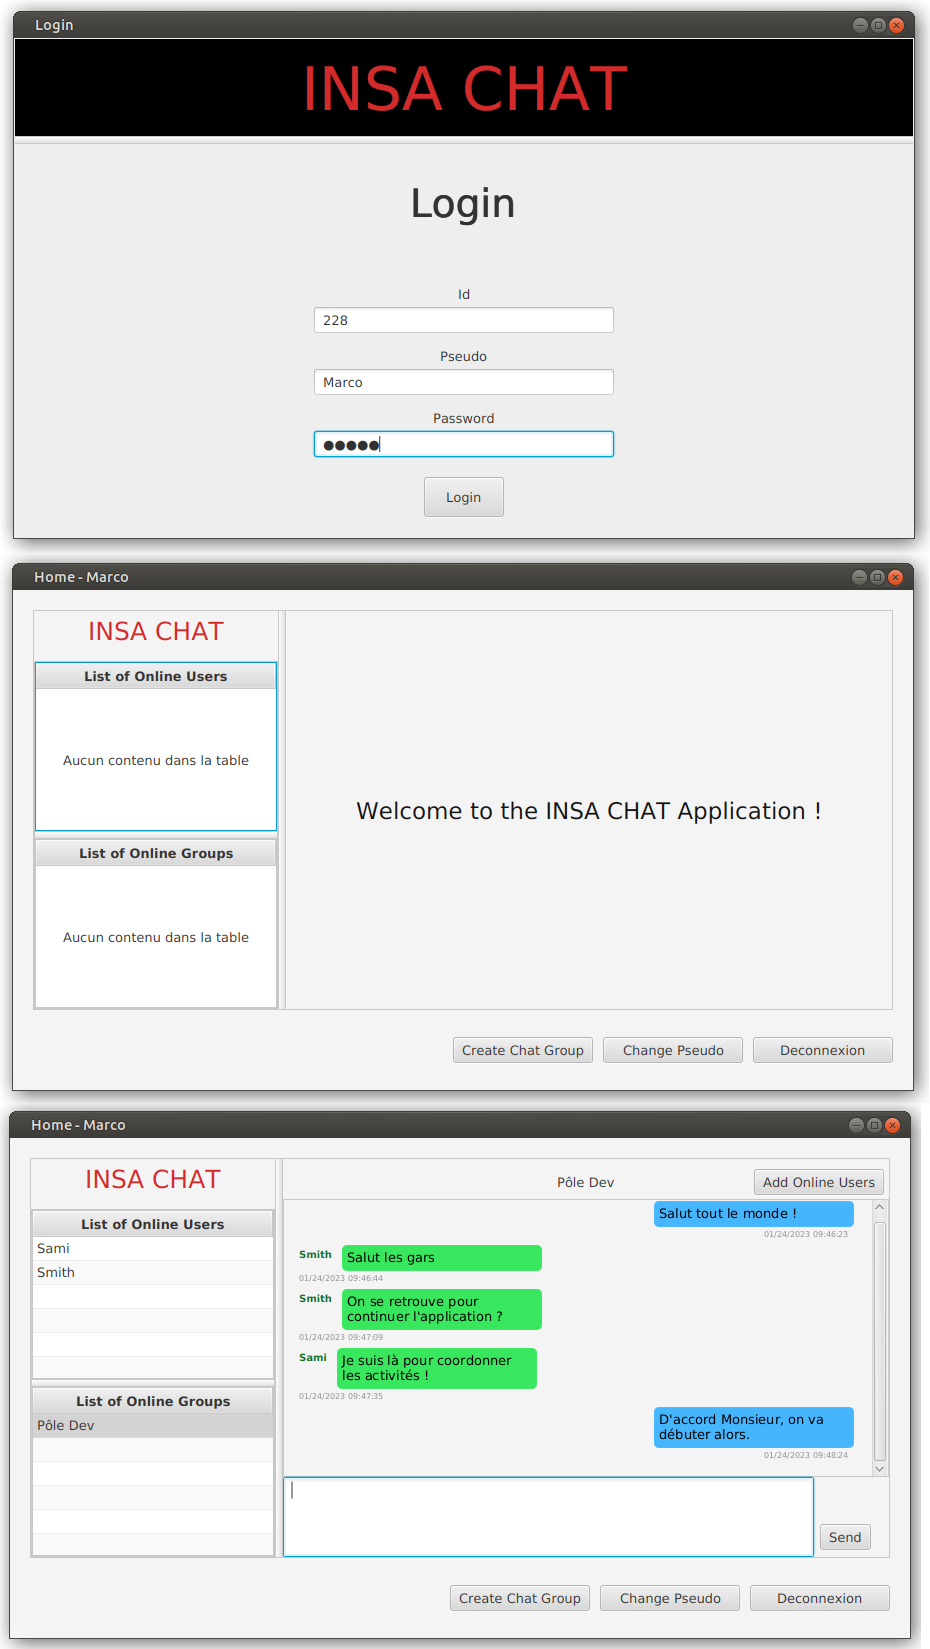 Login
INSA CHAT
Login
Id
228
Pseudo
Marco
Password
●●●●●
Login
Home - Marco
INSA CHAT
List of Online Users
Aucun contenu dans la table
List of Online Groups
Aucun contenu dans la table
Welcome to the INSA CHAT Application !
Create Chat Group
Change Pseudo
Deconnexion
Home - Marco
INSA CHAT
List of Online Users
Sami
Smith
List of Online Groups
Pôle Dev
Pôle Dev
Add Online Users
Salut tout le monde !
01/24/2023 09:46:23
Smith
Salut les gars
01/24/2023 09:46:44
Smith
On se retrouve pour
continuer l'application ?
01/24/2023 09:47:09
Sami
Je suis là pour coordonner
les activités !
01/24/2023 09:47:35
D'accord Monsieur, on va
débuter alors.
01/24/2023 09:48:24
Send
Create Chat Group
Change Pseudo
Deconnexion